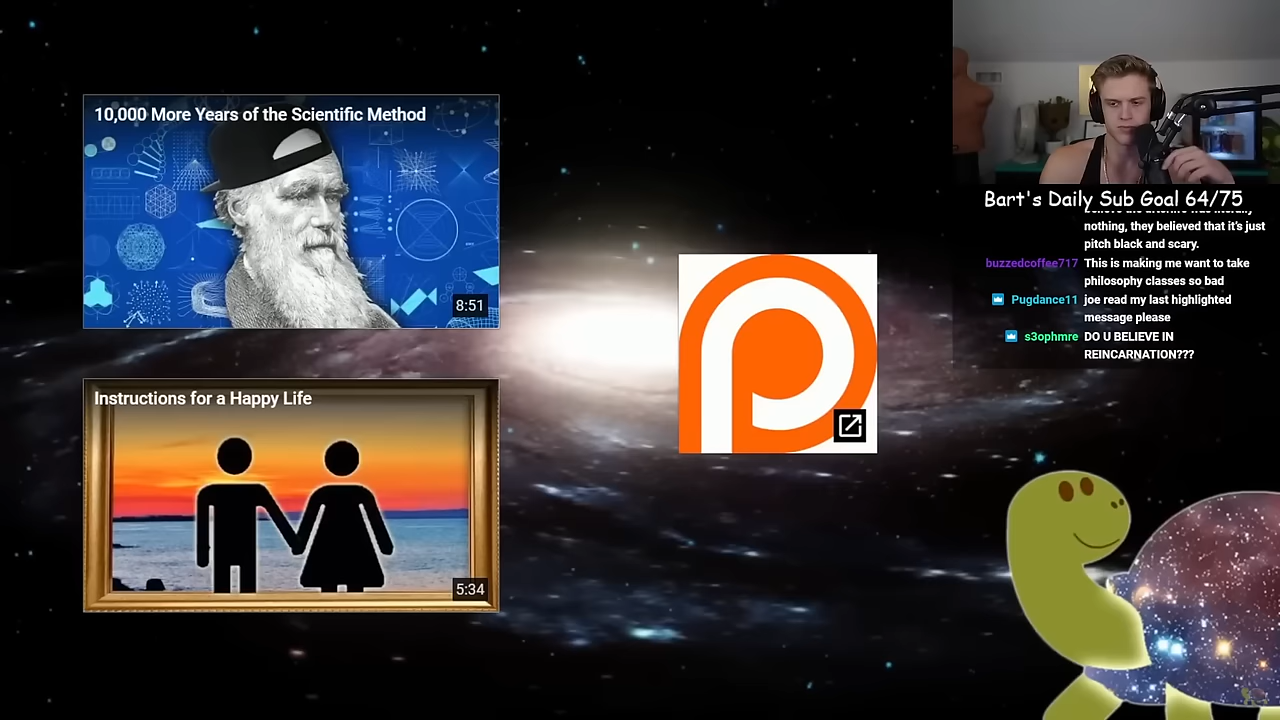 10,000 More Years of the Scientific Method
8:51
Instructions for a Happy Life
5:34
Bart's Daily Sub Goal 64/75
nothing, they believed that it's just
pitch black and scary.
buzzedcoffee717 This is making me want to take
philosophy classes so bad
Pugdance11 joe read my last highlighted
message please
s3ophmre DO U BELIEVE IN
REINCARNATION???